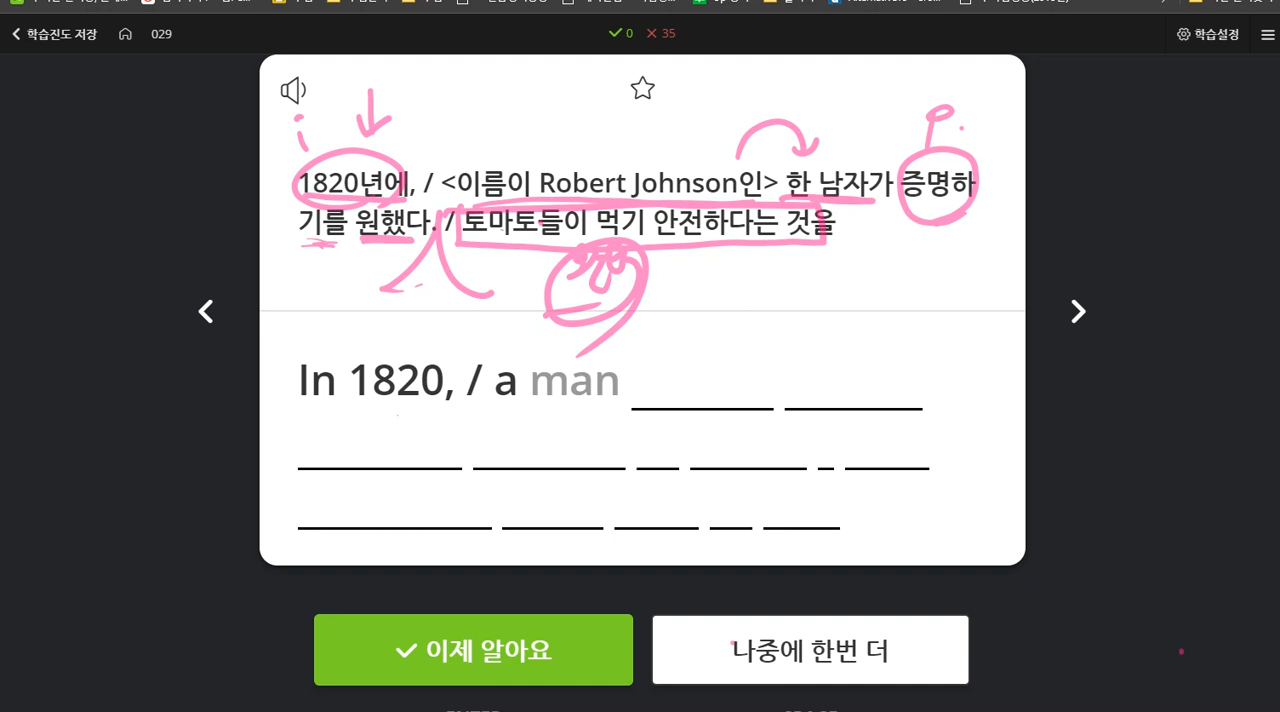 학습진도 저장
029
0
35
학습설정
1820년에, / <이름이 Robert Johnson인> 한 남자가 증명하
기를 원했다. / 토마토들이 먹기 안전하다는 것을
In 1820, / a man
이제 알아요
나중에 한번 더